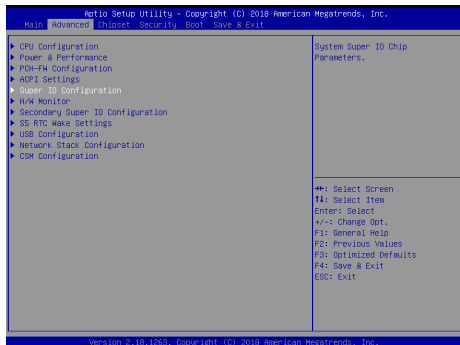 Aptio Setup Utility – Copyright (C) 2018 American Megatrends, Inc.
Main Advanced Chipset Security Boot Save & Exit
CPU Configuration
Power & Performance
PCH-FW Configuration
ACPI Settings
Super IO Configuration
H/W Monitor
Secondary Super IO Configuration
S5 RTC Wake Settings
USB Configuration
Network Stack Configuration
CSM Configuration
System Super IO Chip
Parameters.
→←: Select Screen
↑↓: Select Item
Enter: Select
+/-: Change Opt.
F1: General Help
F2: Previous Values
F3: Optimized Defaults
F4: Save & Exit
ESC: Exit
Version 2.18.1263. Copyright (C) 2018 American Megatrends, Inc.